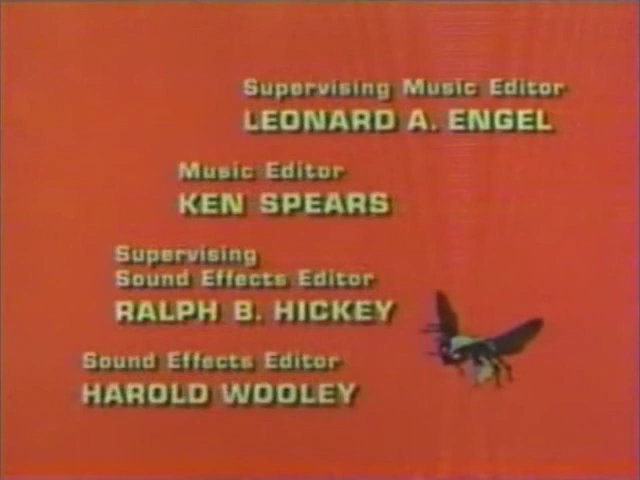 Supervising Music Editor
LEONARD A. ENGEL
Music Editor
KEN SPEARS
Supervising
Sound Effects Editor
RALPH B. HICKEY
Sound Effects Editor
HAROLD WOOLEY